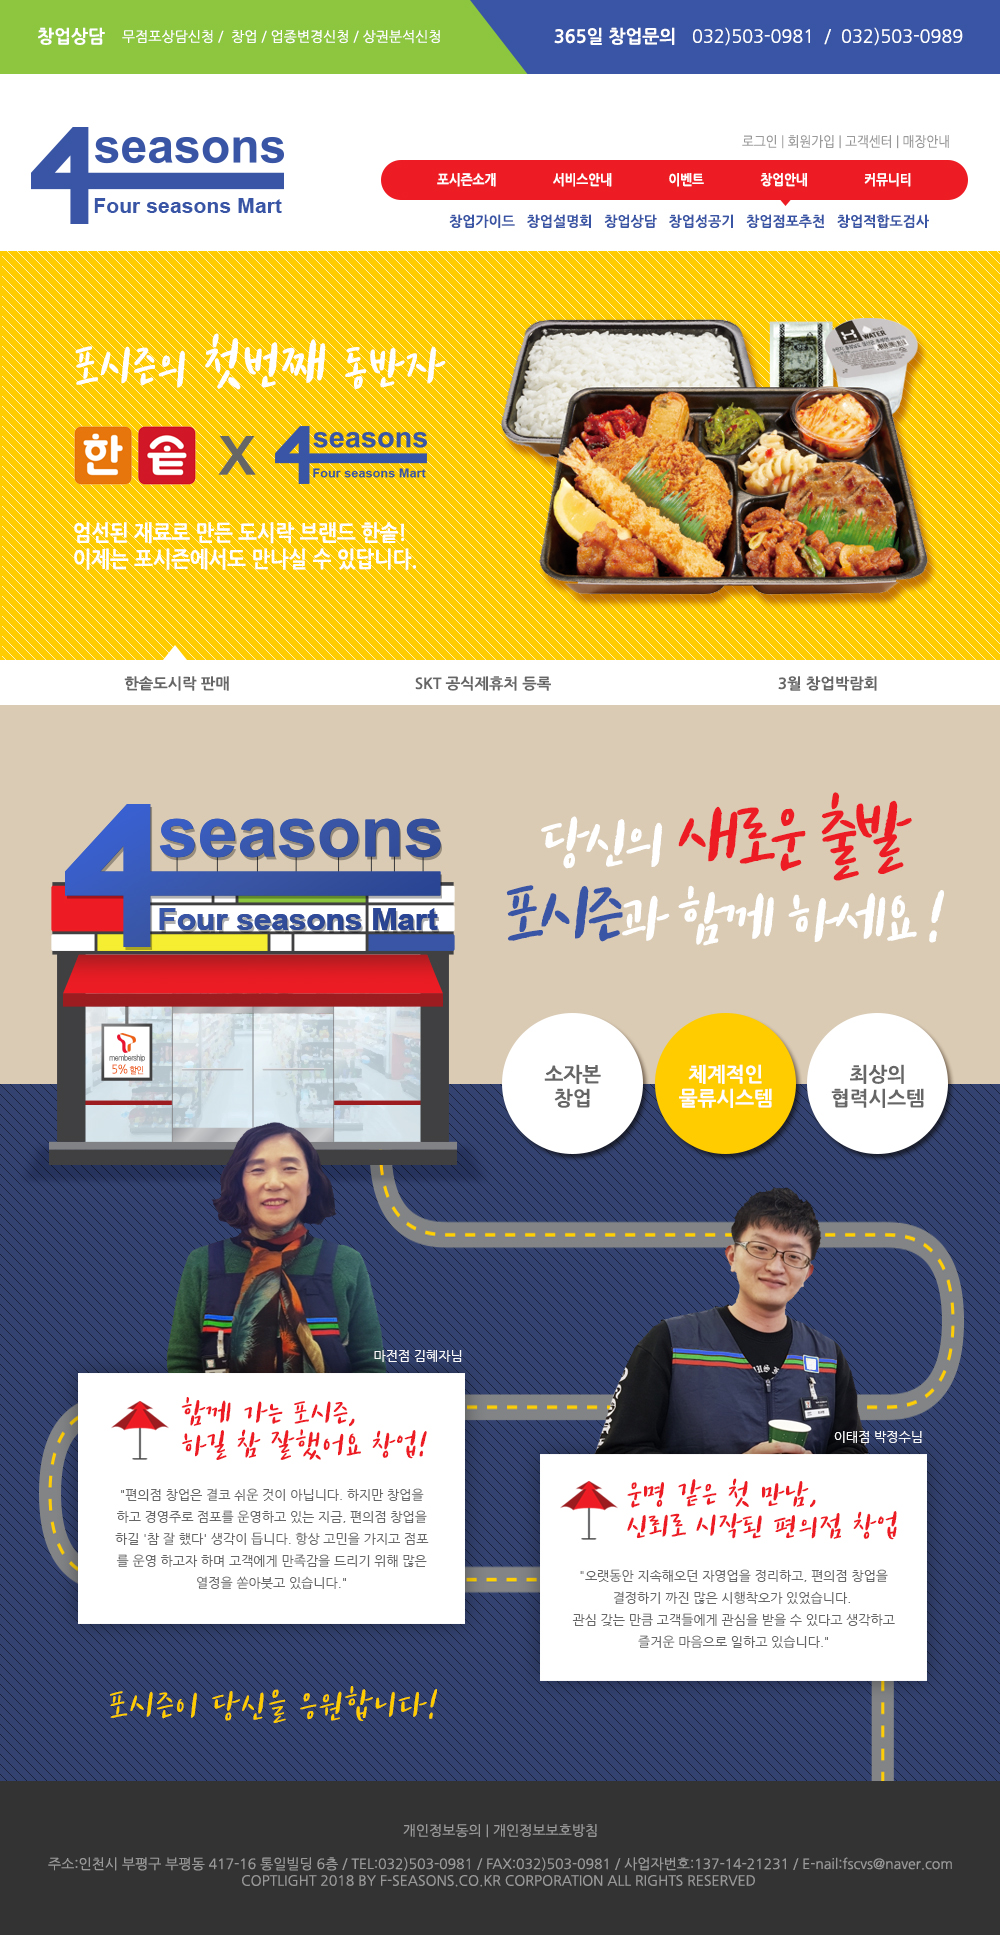 창업상담 무점포상담신청 / 창업 / 업종변경신청 / 상권분석신청
365일 창업문의 032)503-0981 / 032)503-0989
4seasons
Four seasons Mart
로그인 | 회원가입 | 고객센터 | 매장안내
포시즌소개 서비스안내 이벤트 창업안내 커뮤니티
창업가이드 창업설명회 창업상담 창업성공기 창업점포추천 창업적합도검사
포시즌의 첫번째 동반자
한솥 X 4seasons
Four seasons Mart
엄선된 재료로 만든 도시락 브랜드 한솥!
이제는 포시즌에서도 만나실 수 있답니다.
WATER
한솥도시락 판매 SKT 공식제휴처 등록 3월 창업박람회
4seasons
Four seasons Mart
membership
5% 할인
당신의 새로운 출발
포시즌과 함께 하세요!
소자본
창업
체계적인
물류시스템
최상의
협력시스템
마전점 김혜자님
함께 가는 포시즌,
하길 참 잘했어요 창업!
"편의점 창업은 결코 쉬운 것이 아닙니다. 하지만 창업을
하고 경영주로 점포를 운영하고 있는 지금, 편의점 창업을
하길 '참 잘 했다' 생각이 듭니다. 항상 고민을 가지고 점포
를 운영 하고자 하며 고객에게 만족감을 드리기 위해 많은
열정을 쏟아붓고 있습니다."
이태점 박정수님
운명 같은 첫 만남,
신뢰로 시작된 편의점 창업
"오랫동안 지속해오던 자영업을 정리하고, 편의점 창업을
결정하기 까진 많은 시행착오가 있었습니다.
관심 갖는 만큼 고객들에게 관심을 받을 수 있다고 생각하고
즐거운 마음으로 일하고 있습니다."
포시즌이 당신을 응원합니다!
개인정보동의 | 개인정보보호방침
주소:인천시 부평구 부평동 417-16 통일빌딩 6층 / TEL:032)503-0981 / FAX:032)503-0981 / 사업자번호:137-14-21231 / E-nail:fscvs@naver.com
COPTLIGHT 2018 BY F-SEASONS.CO.KR CORPORATION ALL RIGHTS RESERVED